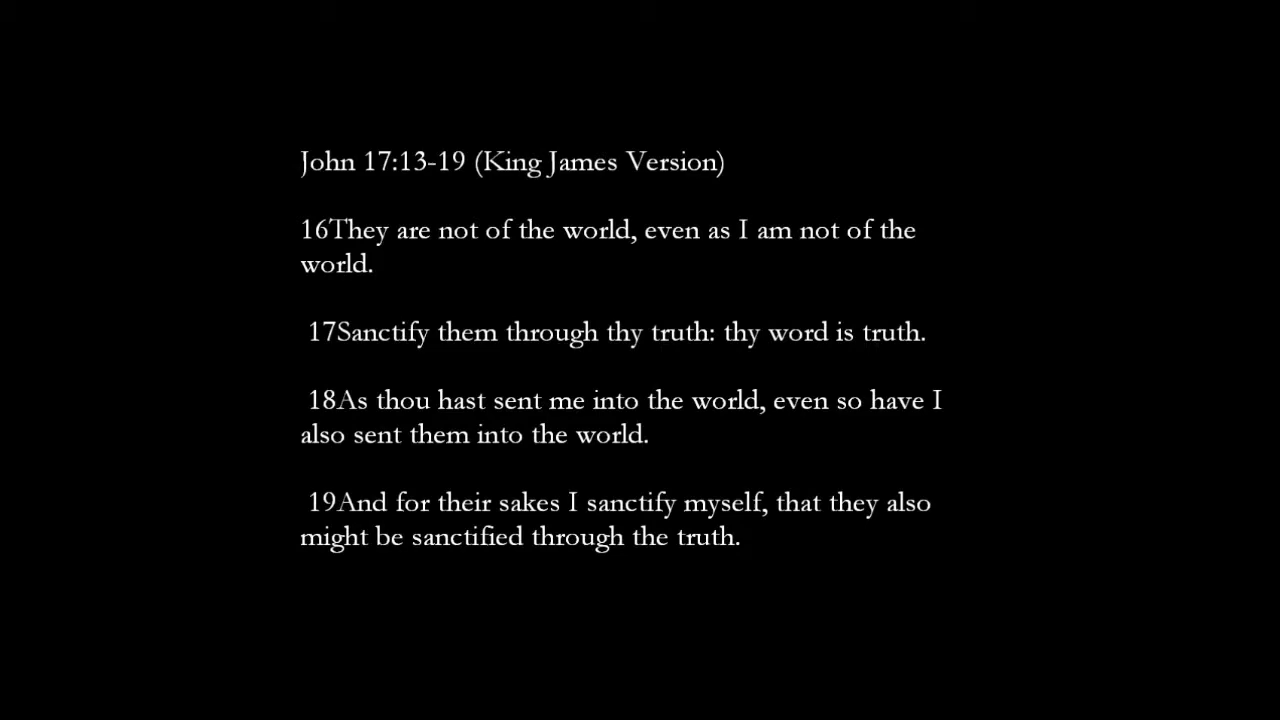 John 17:13-19 (King James Version)
16They are not of the world, even as I am not of the
world.
17Sanctify them through thy truth: thy word is truth.
18As thou hast sent me into the world, even so have I
also sent them into the world.
19And for their sakes I sanctify myself, that they also
might be sanctified through the truth.